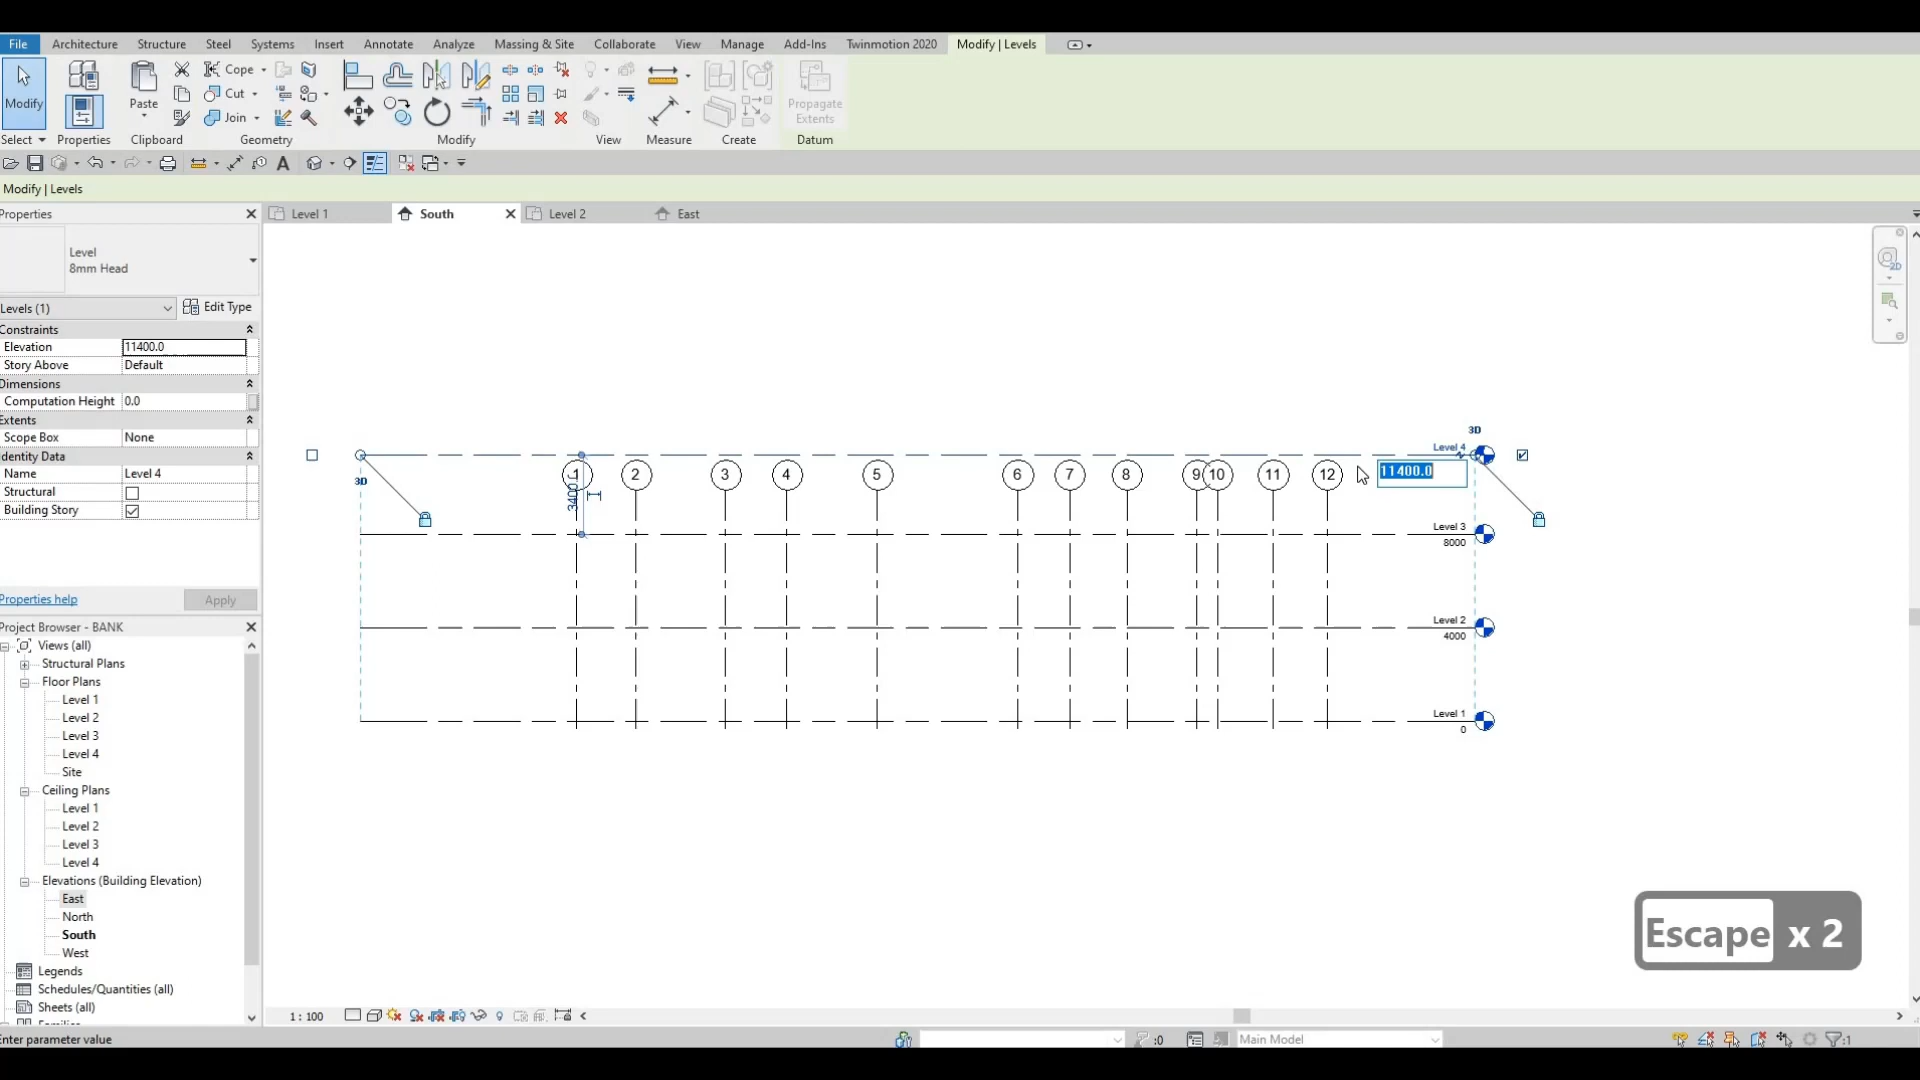 File Architecture Structure Steel Systems Insert Annotate Analyze Massing & Site Collaborate View Manage Add-Ins Twinmotion 2020 Modify | Levels
Modify
Paste
Cope
Cut
Join
Propagate
Extents
Select Properties Clipboard Geometry Modify View Measure Create Datum
Modify | Levels
Properties
Level 1 South Level 2 East
Level
8mm Head
Levels (1) Edit Type
Constraints
Elevation 11400.0
Story Above Default
Dimensions
Computation Height 0.0
Extents
Scope Box None
Identity Data
Name Level 4
Structural
Building Story
Properties help Apply
Project Browser - BANK
Views (all)
Structural Plans
Floor Plans
Level 1
Level 2
Level 3
Level 4
Site
Ceiling Plans
Level 1
Level 2
Level 3
Level 4
Elevations (Building Elevation)
East
North
South
West
Legends
Schedules/Quantities (all)
Sheets (all)
3D
Level 4
3D
1 2 3 4 5 6 7 8 9 10 11 12
11400.0
3400.0
Level 3
8000
Level 2
4000
Level 1
0
Escape x 2
1 : 100
Enter parameter value
:0
Main Model
:1